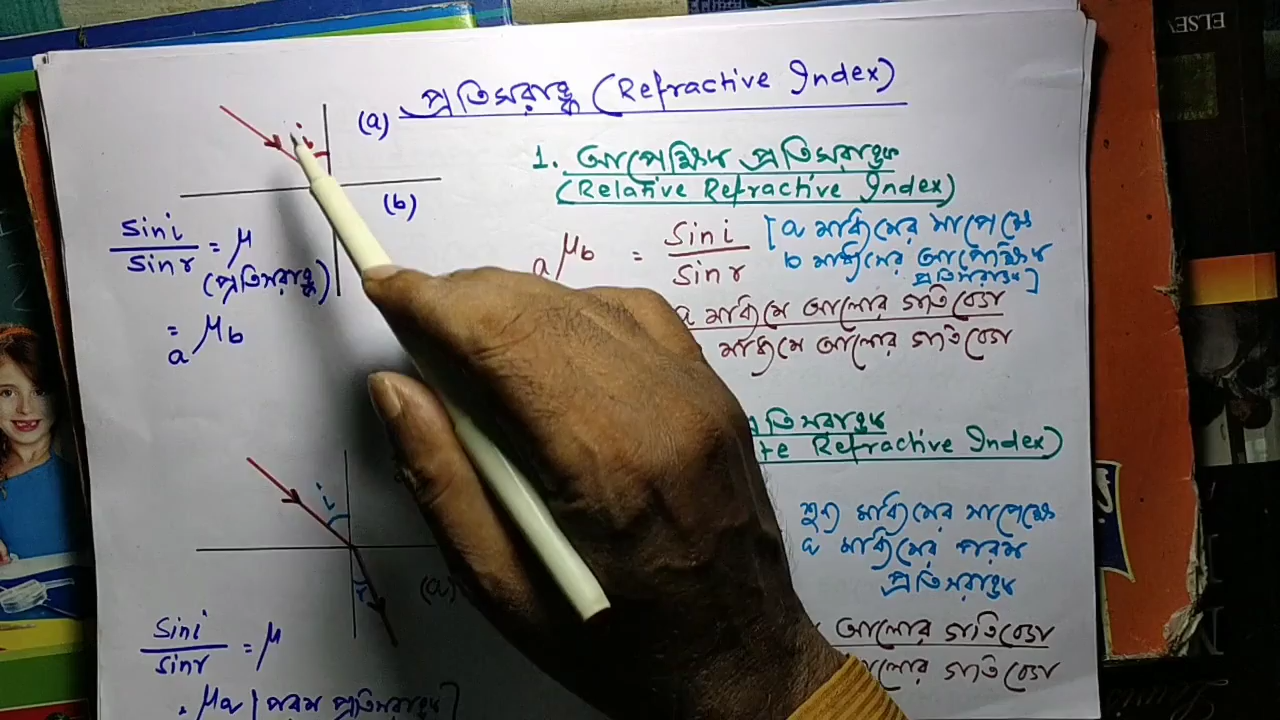 প্রতিসরাঙ্ক (Refractive Index)
(a)
i
(b)
Sin i / Sin r = μ
(প্রতিসরাঙ্ক)
= aμb
1. আপেক্ষিক প্রতিসরাঙ্ক
(Relative Refractive Index)
aμb = Sin i / Sin r
[a মাধ্যমের সাপেক্ষে
b মাধ্যমের আপেক্ষিক
প্রতিসরাঙ্ক]
a মাধ্যমে আলোর গতিবেগ
মাধ্যমে আলোর গতিবেগ
প্রতিসরাঙ্ক
te Refractive Index)
i
r
(a)
শূন্য মাধ্যমের সাপেক্ষে
a মাধ্যমের পরম
প্রতিসরাঙ্ক
Sin i / Sin r = μ
μa [পরম প্রতিসরাঙ্ক]
আলোর গতিবেগ
আলোর গতিবেগ
ELSEV